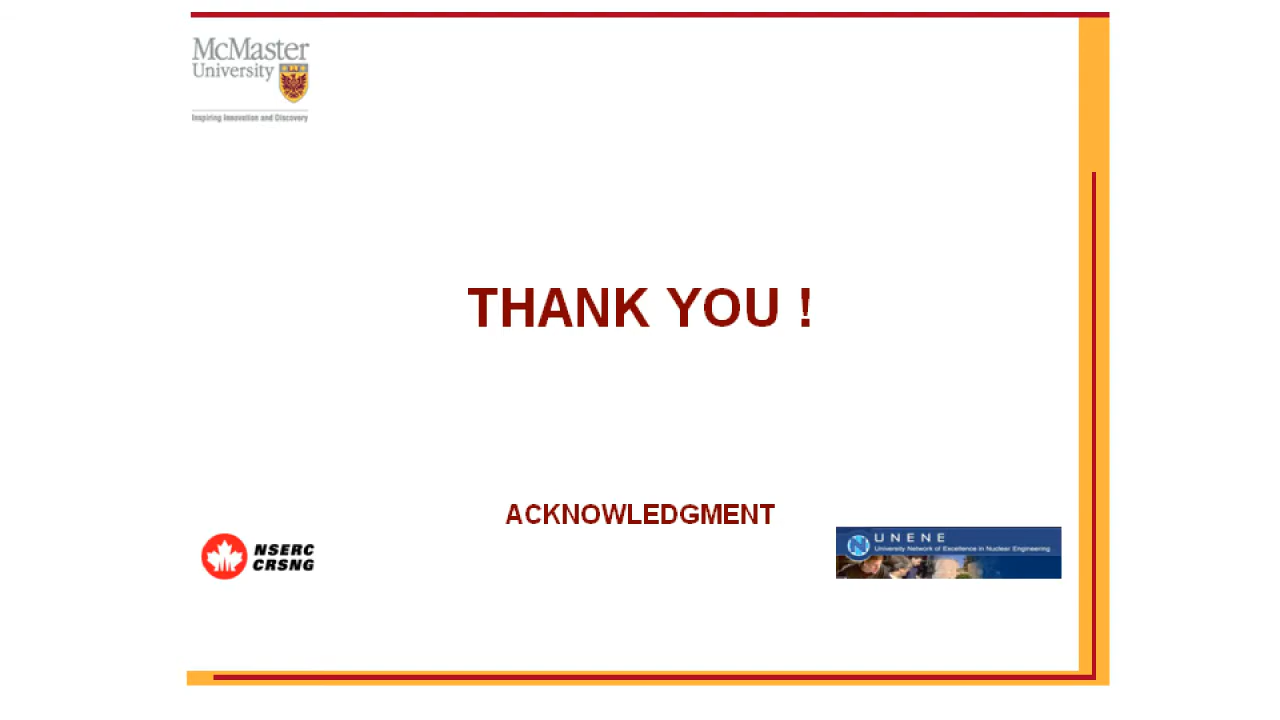 McMaster
University
Inspiring Innovation and Discovery
THANK YOU !
ACKNOWLEDGMENT
NSERC
CRSNG
UNENE
University Network of Excellence in Nuclear Engineering